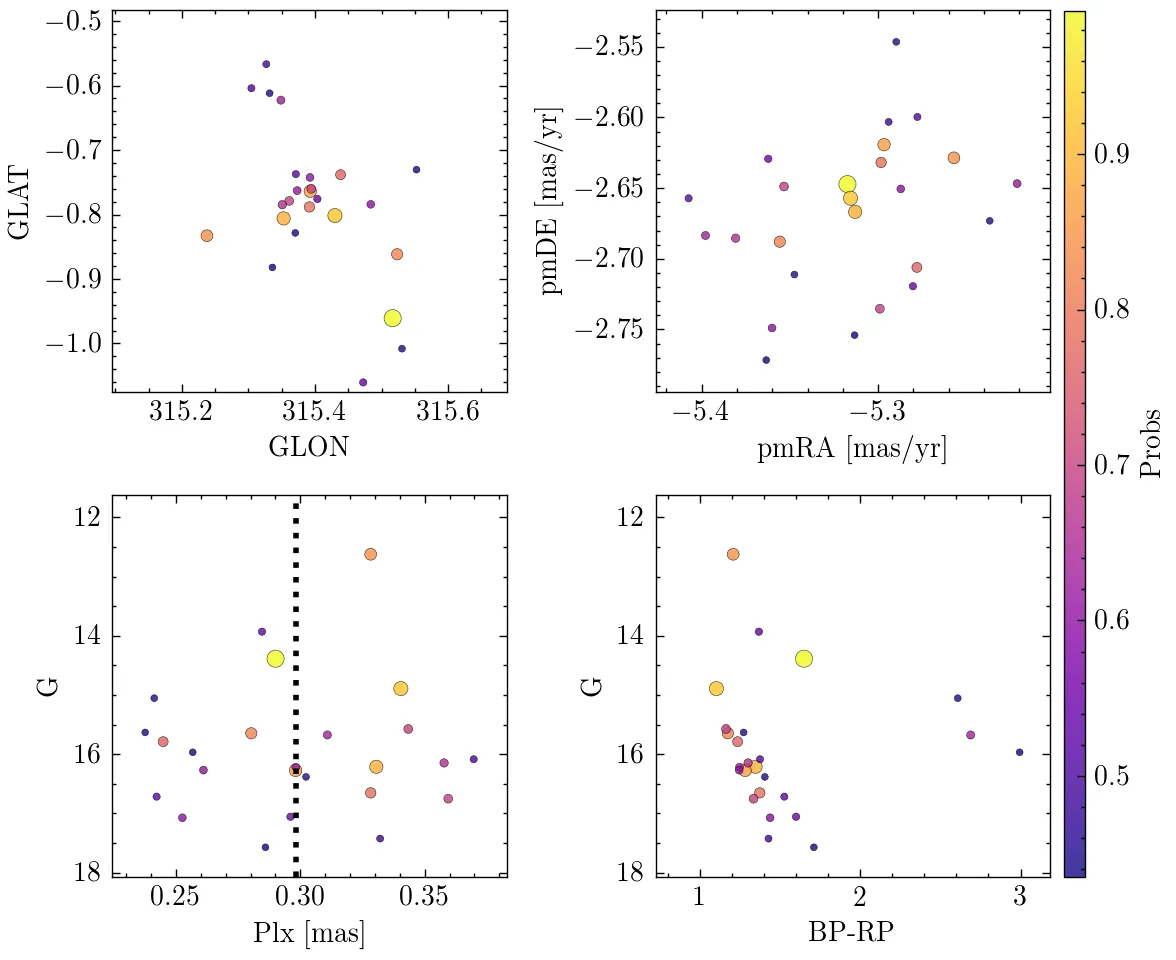 −0.5
−0.6
−0.7
−0.8
−0.9
−1.0
GLAT
315.2 315.4 315.6
GLON
−2.55
−2.60
−2.65
−2.70
−2.75
pmDE [mas/yr]
−5.4 −5.3
pmRA [mas/yr]
12
14
16
18
G
0.25 0.30 0.35
Plx [mas]
12
14
16
18
G
1 2 3
BP-RP
0.9
0.8
0.7
0.6
0.5
Probs